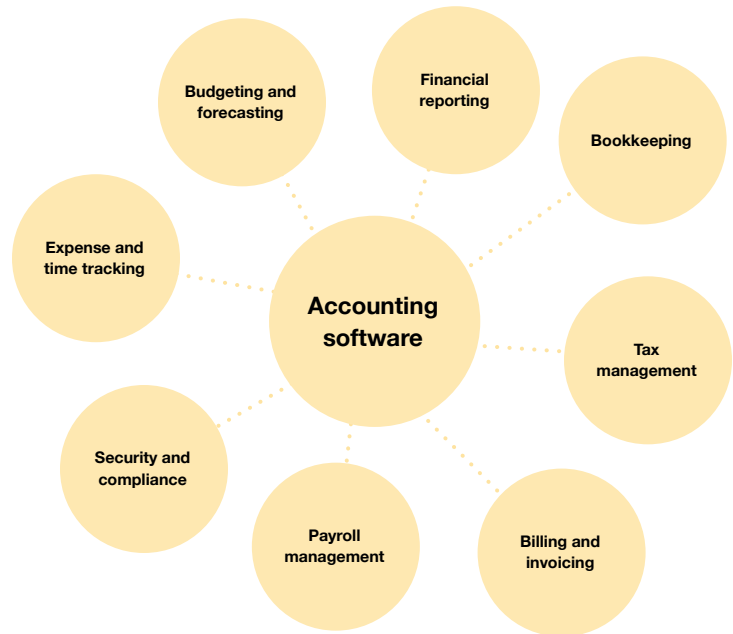 Budgeting and
forecasting
Financial
reporting
Bookkeeping
Expense and
time tracking
Accounting
software
Tax
management
Security and
compliance
Payroll
management
Billing and
invoicing